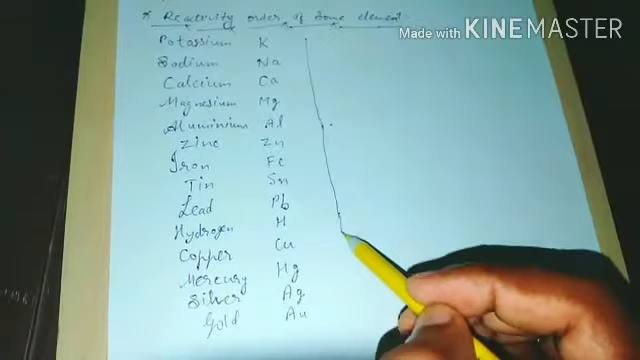 * Reactivity order of Some element:
Made with KINEMASTER
Potassium K
Sodium Na
Calcium Ca
Magnesium Mg
Aluminium Al
Zinc Zn
Iron Fe
Tin Sn
Lead Pb
Hydrogen H
Copper Cu
Mercury Hg
Silver Ag
Gold Au